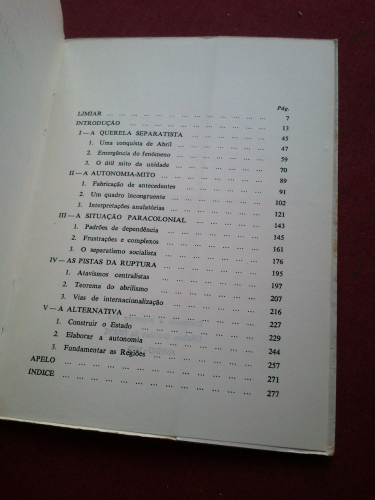 Pág.
LIMIAR ... ... ... ... ... ... ... ... ... ... 7
INTRODUÇÃO ... ... ... ... ... ... ... ... ... 13
I — A QUERELA SEPARATISTA ... ... ... ... ... 45
1. Uma conquista de Abril ... ... ... ... ... 47
2. Emergência do fenómeno ... ... ... ... ... 59
3. O útil mito da unidade ... ... ... ... ... 70
II — A AUTONOMIA-MITO ... ... ... ... ... ... 89
1. Fabricação de antecedentes ... ... ... ... 91
2. Um quadro incongruente ... ... ... ... ... 102
3. Interpretações anulatórias ... ... ... ... 121
III — A SITUAÇÃO PARACOLONIAL ... ... ... ... 143
1. Padrões de dependência ... ... ... ... ... 145
2. Frustrações e complexos ... ... ... ... ... 161
3. O separatismo socialista ... ... ... ... ... 176
IV — AS PISTAS DA RUPTURA ... ... ... ... ... 195
1. Atavismos centralistas ... ... ... ... ... 197
2. Teorema do abrilismo ... ... ... ... ... 207
3. Vias de internacionalização ... ... ... ... 216
V — A ALTERNATIVA ... ... ... ... ... ... ... 227
1. Construir o Estado ... ... ... ... ... ... 229
2. Elaborar a autonomia ... ... ... ... ... 244
3. Fundamentar as Regiões ... ... ... ... ... 257
APELO ... ... ... ... ... ... ... ... ... ... 271
INDICE ... ... ... ... ... ... ... ... ... ... 277